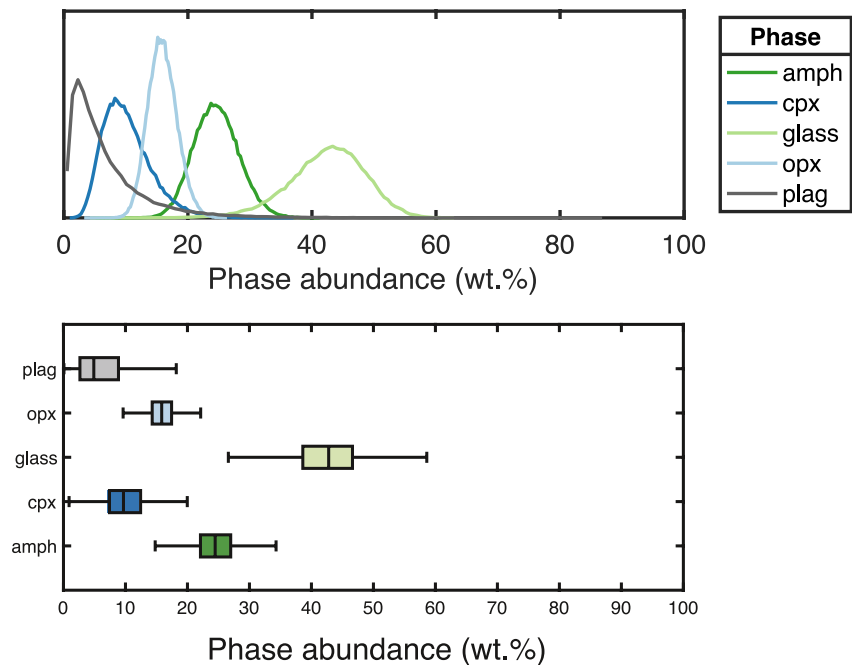 Phase
amph
cpx
glass
opx
plag
0 20 40 60 80 100
Phase abundance (wt.%)
plag
opx
glass
cpx
amph
0 10 20 30 40 50 60 70 80 90 100
Phase abundance (wt.%)